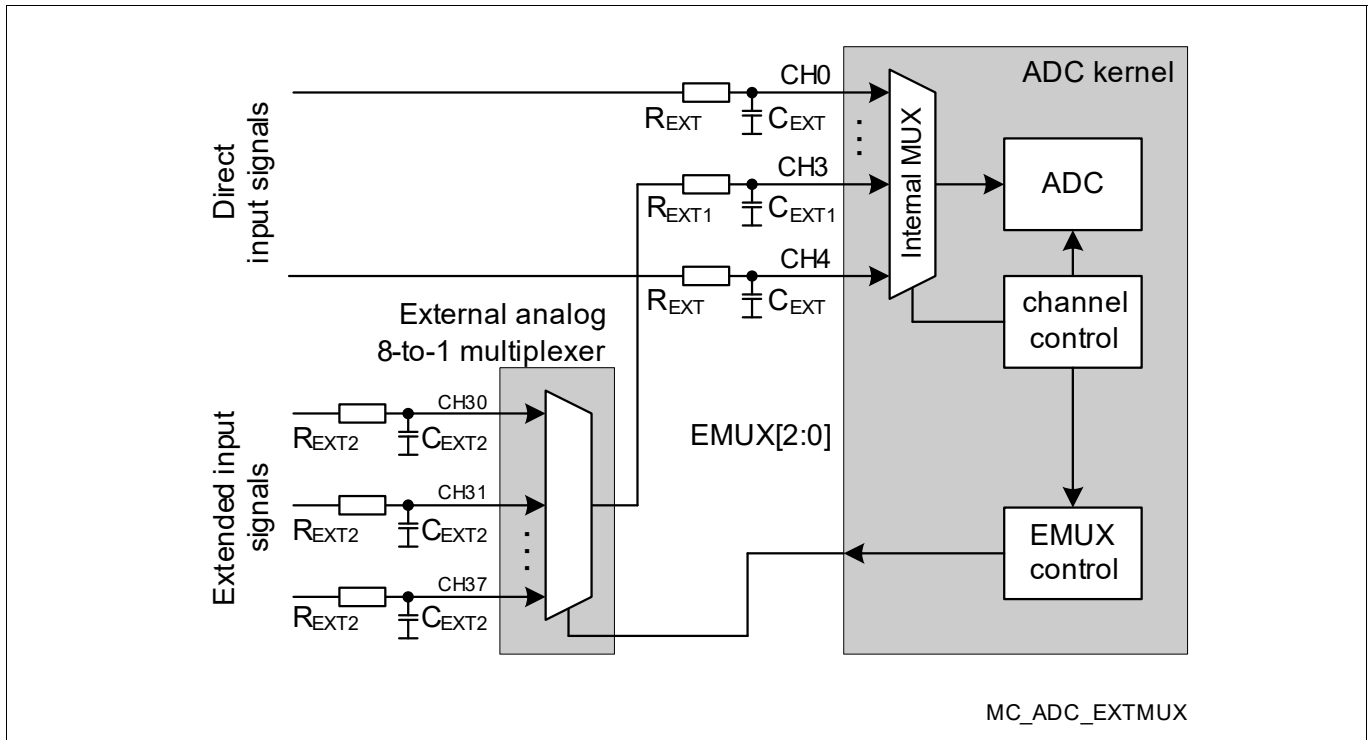 ADC kernel
Direct
input signals
CH0
REXT
CEXT
CH3
REXT1
CEXT1
CH4
REXT
CEXT
Internal MUX
ADC
channel
control
External analog
8-to-1 multiplexer
Extended input
signals
CH30
REXT2
CEXT2
CH31
REXT2
CEXT2
CH37
REXT2
CEXT2
EMUX[2:0]
EMUX
control
MC_ADC_EXTMUX